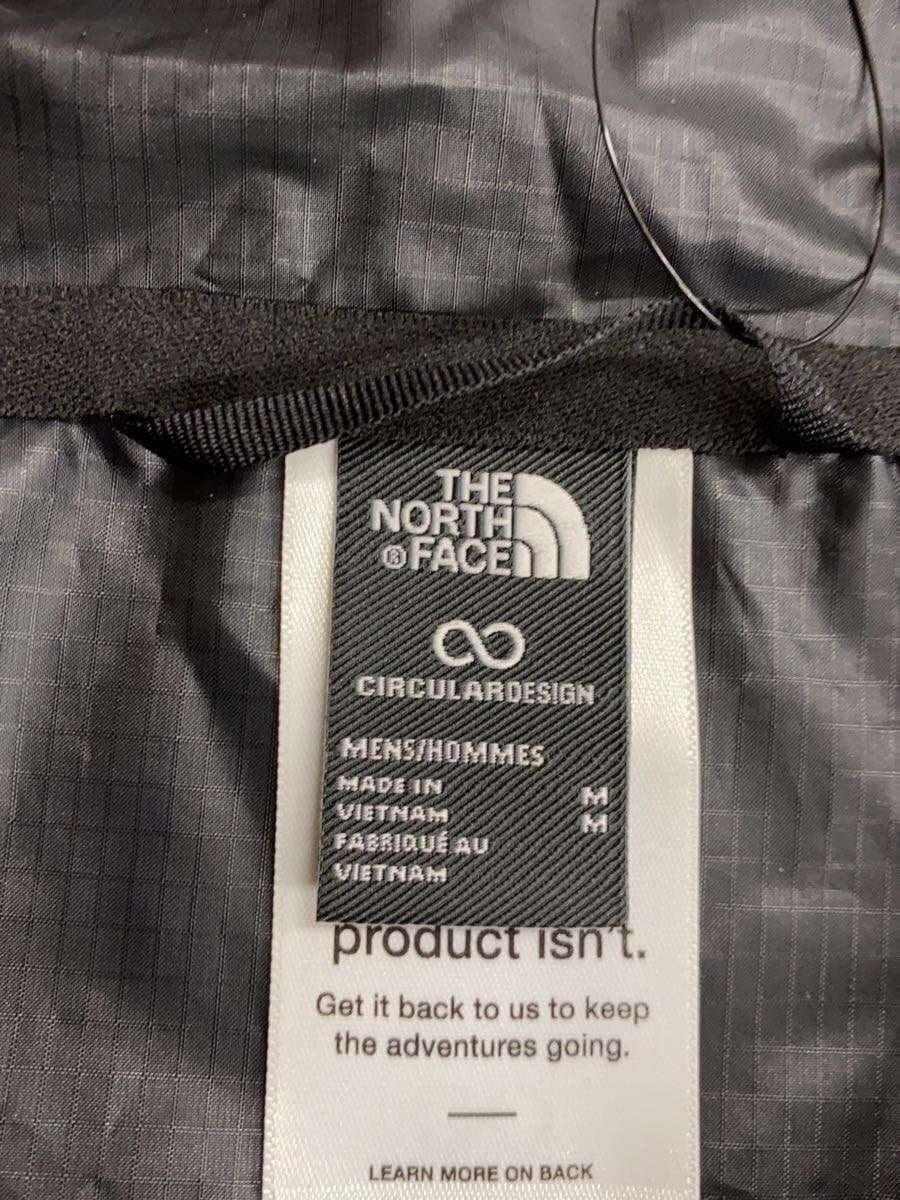 THE
NORTH
® FACE
CIRCULARDESIGN
MENS/HOMMES
MADE IN
VIETNAM
FABRIQUÉ AU
VIETNAM
M
M
product isn't.
Get it back to us to keep
the adventures going.
LEARN MORE ON BACK